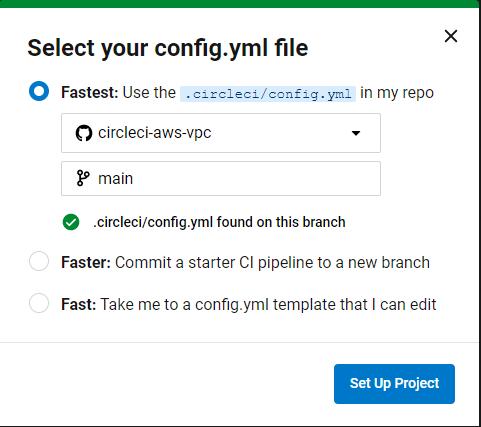 Select your config.yml file
Fastest: Use the .circleci/config.yml in my repo
circleci-aws-vpc
main
.circleci/config.yml found on this branch
Faster: Commit a starter CI pipeline to a new branch
Fast: Take me to a config.yml template that I can edit
Set Up Project